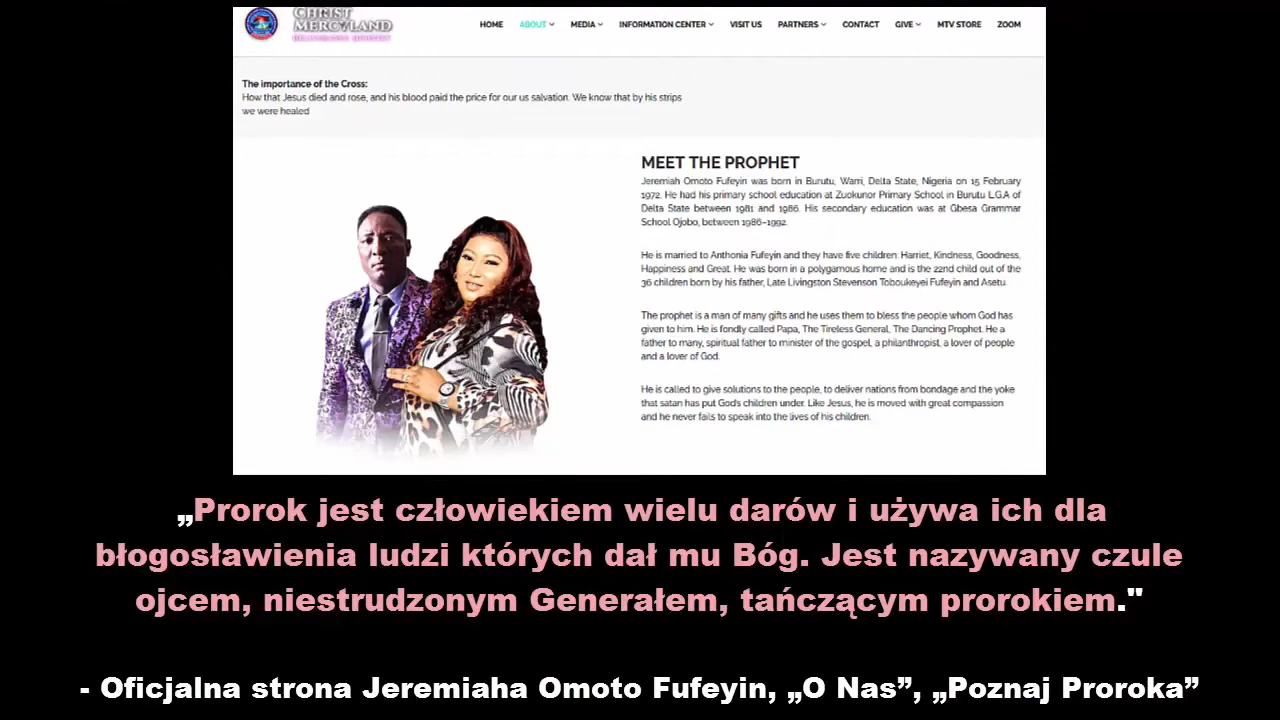 CHRIST
MERCYLAND
DELIVERANCE MINISTRY
HOME ABOUT MEDIA INFORMATION CENTER VISIT US PARTNERS CONTACT GIVE MTV STORE ZOOM
The importance of the Cross:
How that Jesus died and rose, and his blood paid the price for our us salvation. We know that by his strips
we were healed
MEET THE PROPHET
Jeremiah Omoto Fufeyin was born in Burutu, Warri, Delta State, Nigeria on 15 February
1972. He had his primary school education at Zuokunor Primary School in Burutu L.G.A of
Delta State between 1981 and 1986. His secondary education was at Gbesa Grammar
School Ojobo, between 1986-1992.
He is married to Anthonia Fufeyin and they have five children: Harriet, Kindness, Goodness,
Happiness and Great. He was born in a polygamous home and is the 22nd child out of the
36 children born by his father, Late Livingston Stevenson Toboukeyei Fufeyin and Asetu.
The prophet is a man of many gifts and he uses them to bless the people whom God has
given to him. He is fondly called Papa, The Tireless General, The Dancing Prophet. He a
father to many, spiritual father to minister of the gospel, a philanthropist, a lover of people
and a lover of God.
He is called to give solutions to the people, to deliver nations from bondage and the yoke
that satan has put God's children under. Like Jesus, he is moved with great compassion
and he never fails to speak into the lives of his children.
„Prorok jest człowiekiem wielu darów i używa ich dla
błogosławienia ludzi których dał mu Bóg. Jest nazywany czule
ojcem, niestrudzonym Generałem, tańczącym prorokiem."
- Oficjalna strona Jeremiaha Omoto Fufeyin, „O Nas”, „Poznaj Proroka”